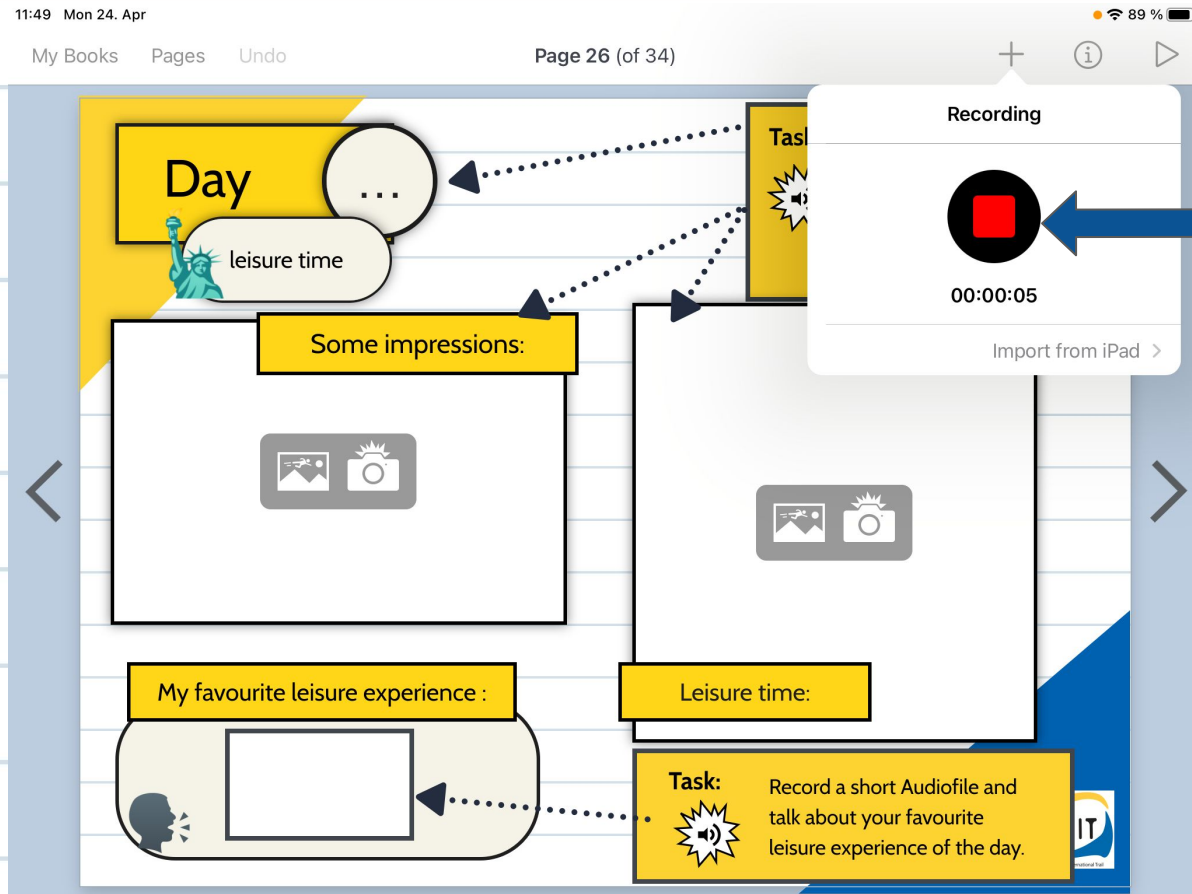 11:49 Mon 24. Apr
89 %
My Books Pages Undo
Page 26 (of 34)
Recording
00:00:05
Import from iPad
Day
...
leisure time
Task:
Some impressions:
My favourite leisure experience :
Leisure time:
Task:
Record a short Audiofile and
talk about your favourite
leisure experience of the day.
IT